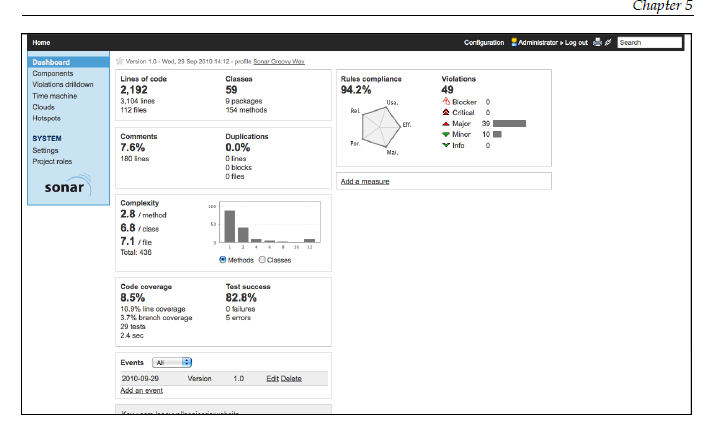 Chapter 5
Home
Configuration Administrator » Log out Search
Dashboard
Components
Violations drilldown
Time machine
Clouds
Hotspots
SYSTEM
Settings
Project roles
sonar
Version 1.0 - Wed, 29 Sep 2010 14:12 - profile Sonar Groovy Way
Lines of code
2,192
3,104 lines
112 files
Classes
59
9 packages
154 methods
Comments
7.6%
180 lines
Duplications
0.0%
0 lines
0 blocks
0 files
Complexity
2.8 / method
6.8 / class
7.1 / file
Total: 436
100
50
0
1 2 4 6 8 10 12
Methods Classes
Code coverage
8.5%
10.9% line coverage
3.7% branch coverage
29 tests
2.4 sec
Test success
82.8%
0 failures
5 errors
Events All
2010-09-29 Version 1.0 Edit Delete
Add an event
Rules compliance
94.2%
Usa.
Rel.
Eff.
Por.
Mai.
Violations
49
Blocker 0
Critical 0
Major 39
Minor 10
Info 0
Add a measure